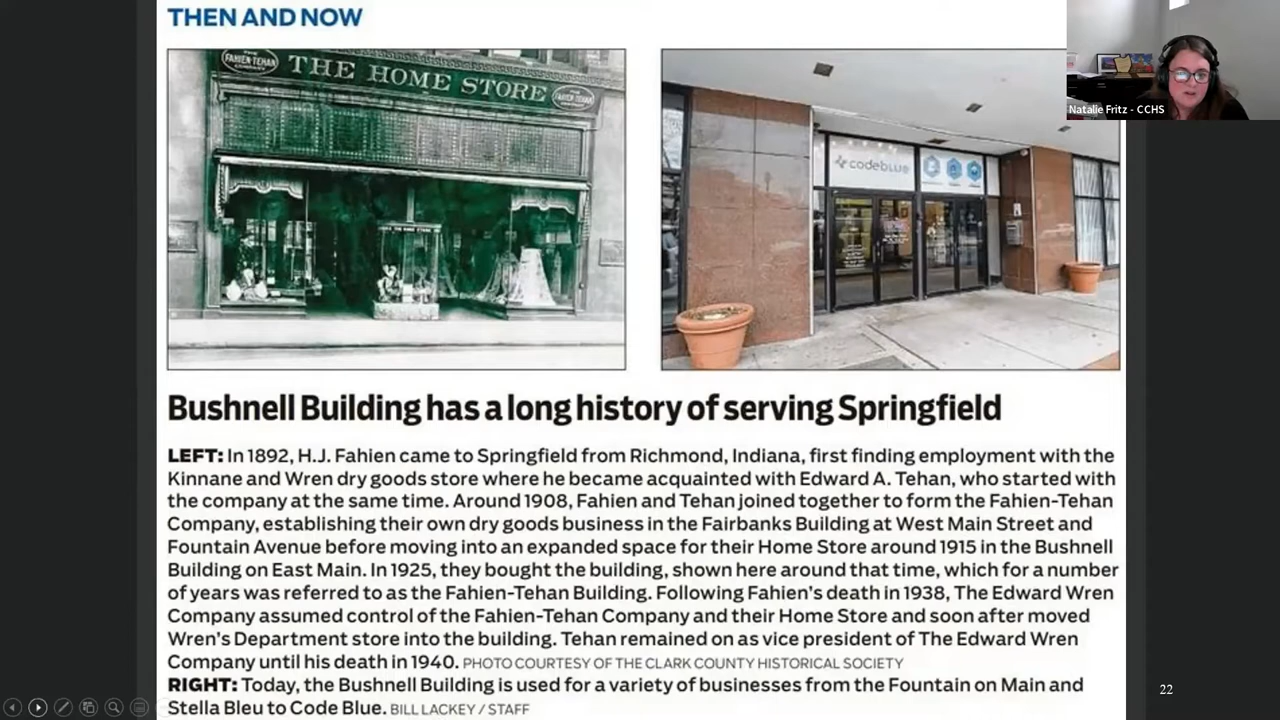 THEN AND NOW
THE
FAHIEN-TEHAN
COMPANY
THE HOME STORE
FAHIEN-TEHAN
codeblue
Natalie Fritz - CCHS
Bushnell Building has a long history of serving Springfield
LEFT: In 1892, H.J. Fahien came to Springfield from Richmond, Indiana, first finding employment with the
Kinnane and Wren dry goods store where he became acquainted with Edward A. Tehan, who started with
the company at the same time. Around 1908, Fahien and Tehan joined together to form the Fahien-Tehan
Company, establishing their own dry goods business in the Fairbanks Building at West Main Street and
Fountain Avenue before moving into an expanded space for their Home Store around 1915 in the Bushnell
Building on East Main. In 1925, they bought the building, shown here around that time, which for a number
of years was referred to as the Fahien-Tehan Building. Following Fahien's death in 1938, The Edward Wren
Company assumed control of the Fahien-Tehan Company and their Home Store and soon after moved
Wren's Department store into the building. Tehan remained on as vice president of The Edward Wren
Company until his death in 1940. PHOTO COURTESY OF THE CLARK COUNTY HISTORICAL SOCIETY
RIGHT: Today, the Bushnell Building is used for a variety of businesses from the Fountain on Main and
Stella Bleu to Code Blue. BILL LACKEY / STAFF
22